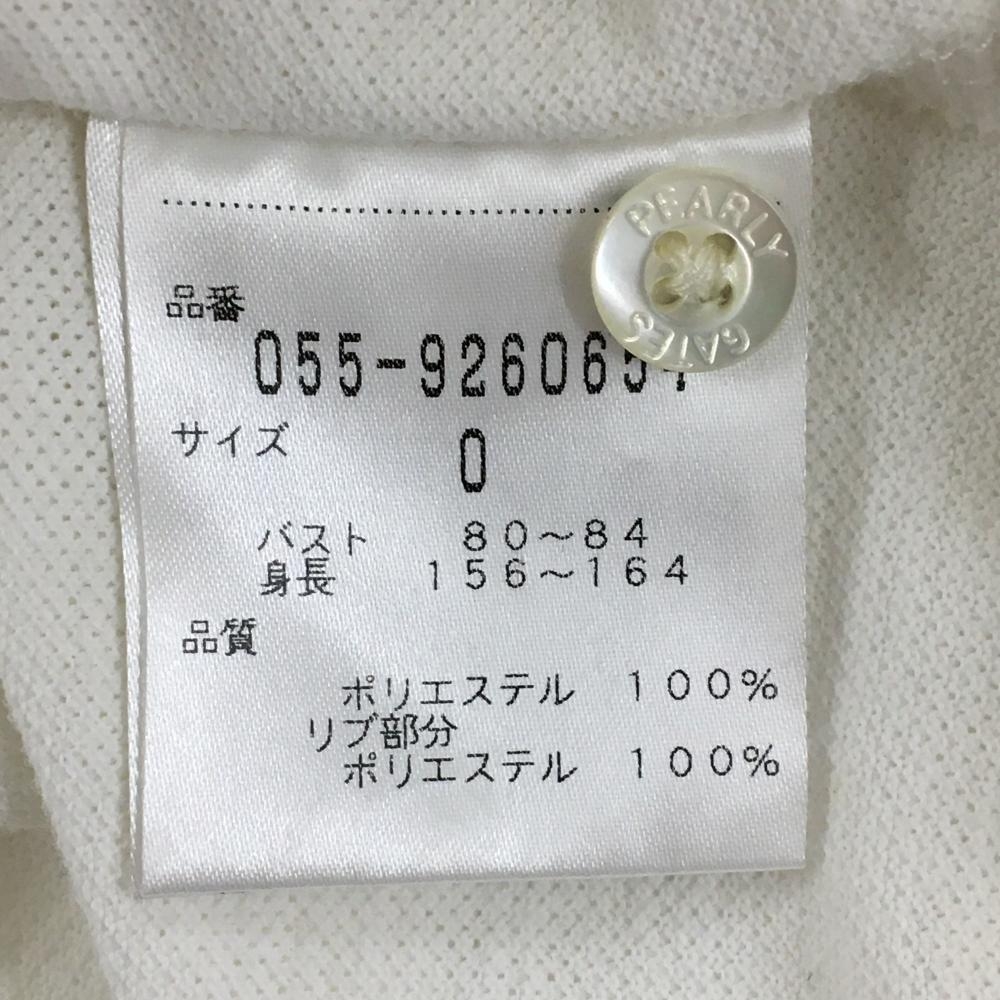 PEARLY
GATES
品番
055-926065
サイズ
0
バスト 80～84
身長 156～164
品質
ポリエステル 100%
リブ部分
ポリエステル 100%